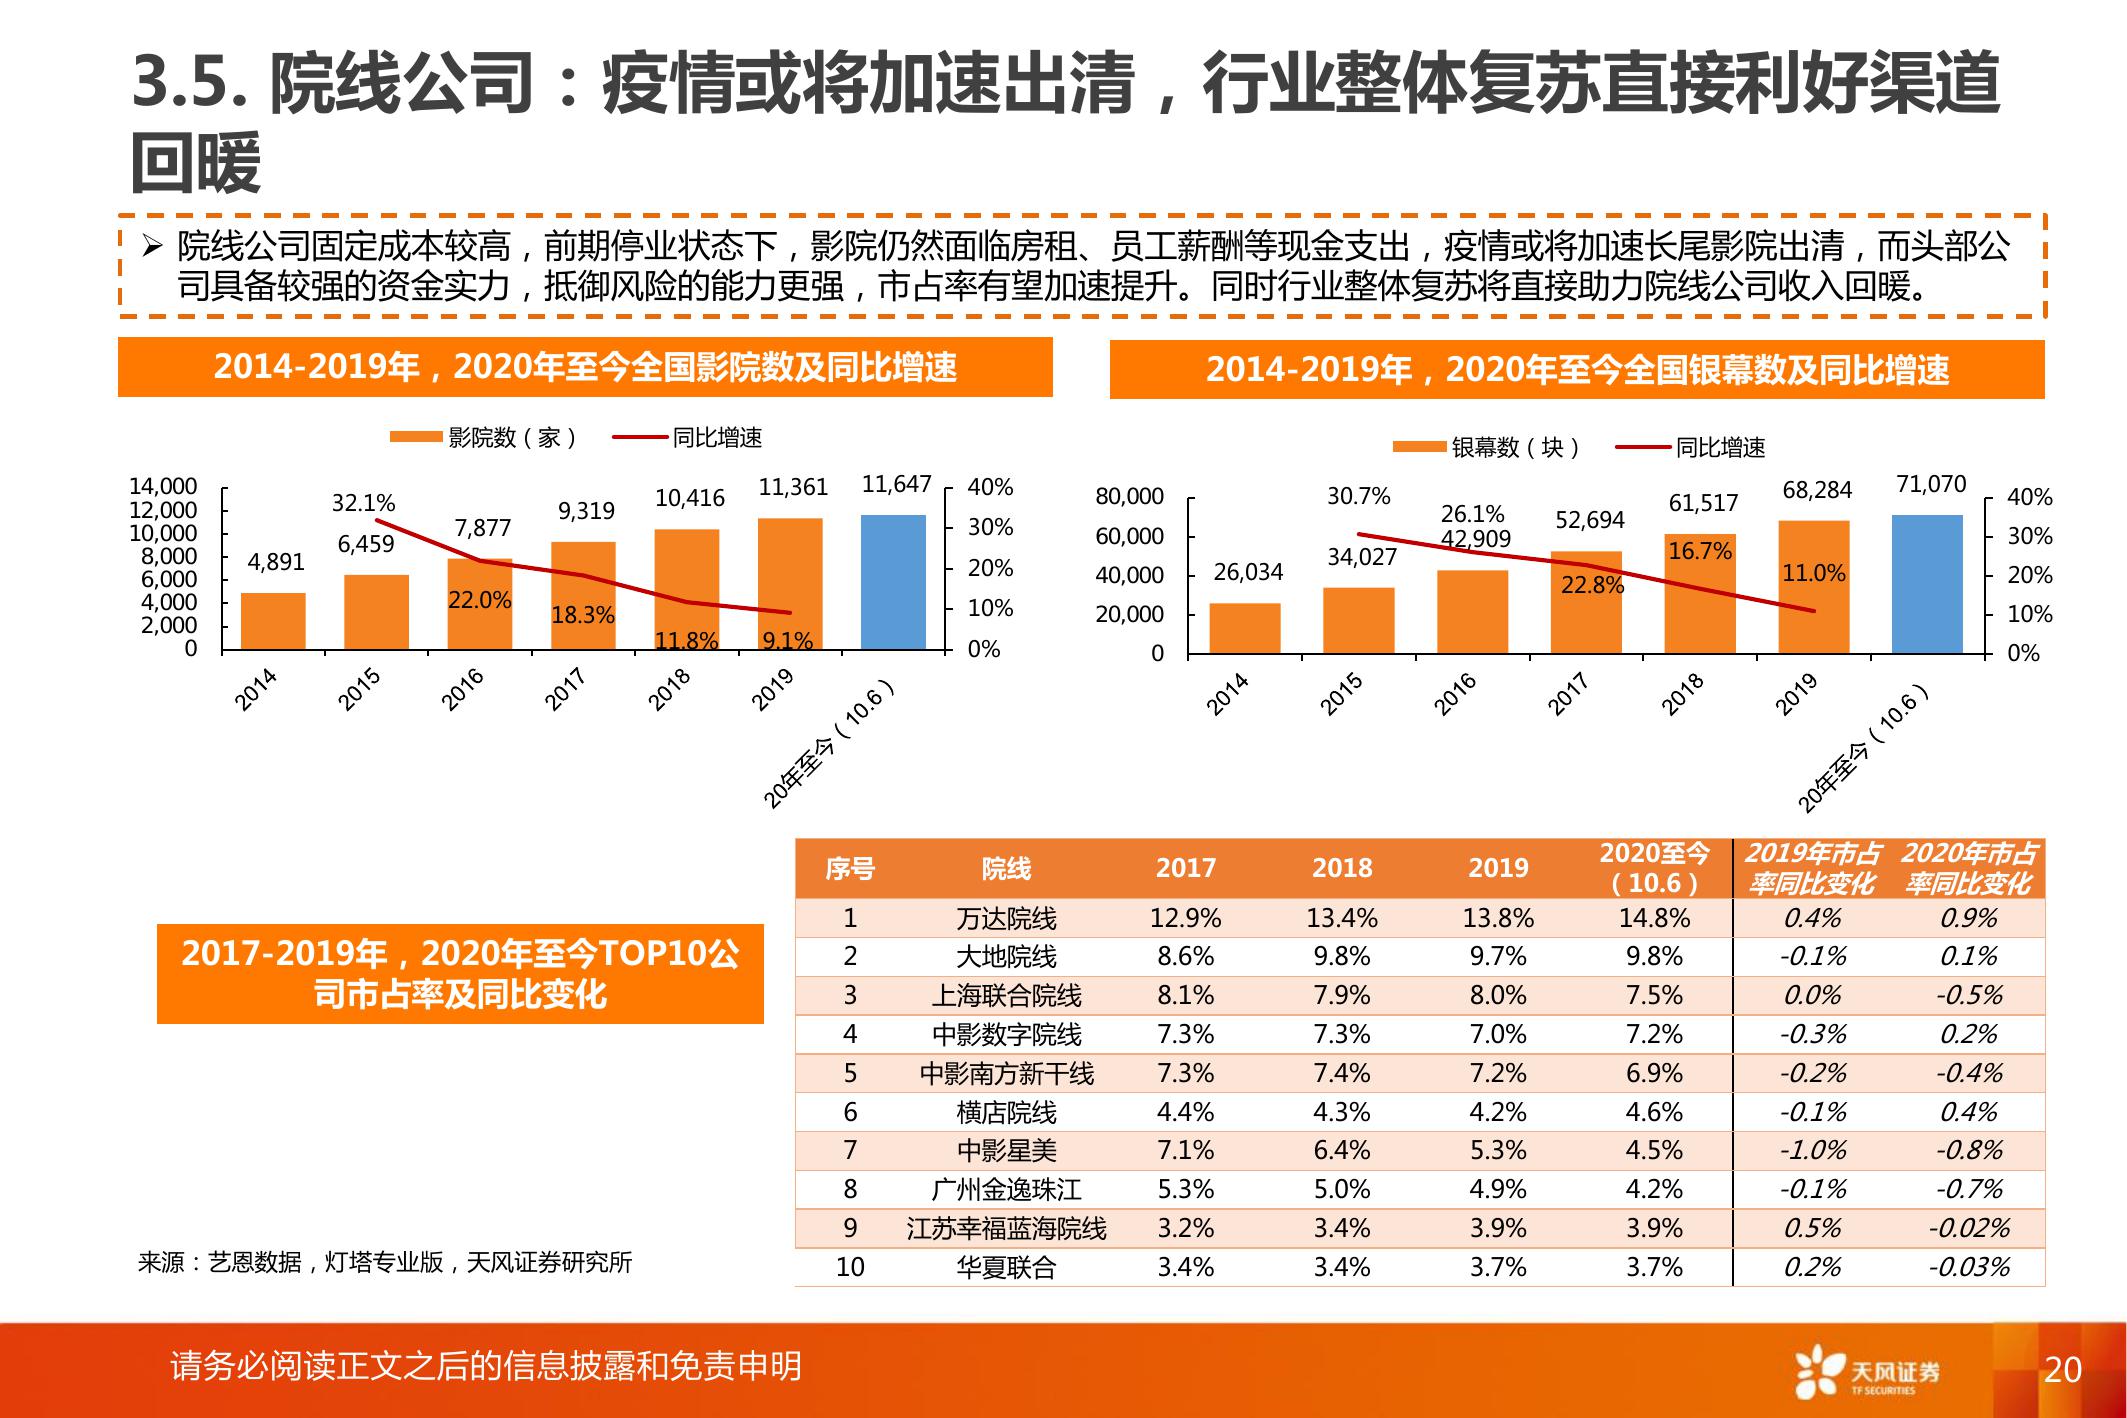 3.5. 院线公司：疫情或将加速出清，行业整体复苏直接利好渠道
回暖
➢ 院线公司固定成本较高，前期停业状态下，影院仍然面临房租、员工薪酬等现金支出，疫情或将加速长尾影院出清，而头部公
司具备较强的资金实力，抵御风险的能力更强，市占率有望加速提升。同时行业整体复苏将直接助力院线公司收入回暖。
2014-2019年，2020年至今全国影院数及同比增速
影院数（家） 同比增速
14,000
12,000
10,000
8,000
6,000
4,000
2,000
0
4,891 6,459 7,877 9,319 10,416 11,361 11,647
32.1% 22.0% 18.3% 11.8% 9.1%
40%
30%
20%
10%
0%
2014 2015 2016 2017 2018 2019 20年至今（10.6）
2014-2019年，2020年至今全国银幕数及同比增速
银幕数（块） 同比增速
80,000
60,000
40,000
20,000
0
26,034 34,027 42,909 52,694 61,517 68,284 71,070
30.7% 26.1% 22.8% 16.7% 11.0%
40%
30%
20%
10%
0%
2014 2015 2016 2017 2018 2019 20年至今（10.6）
2017-2019年，2020年至今TOP10公
司市占率及同比变化
序号 院线 2017 2018 2019 2020至今（10.6） 2019年市占率同比变化 2020年市占率同比变化
1 万达院线 12.9% 13.4% 13.8% 14.8% 0.4% 0.9%
2 大地院线 8.6% 9.8% 9.7% 9.8% -0.1% 0.1%
3 上海联合院线 8.1% 7.9% 8.0% 7.5% 0.0% -0.5%
4 中影数字院线 7.3% 7.3% 7.0% 7.2% -0.3% 0.2%
5 中影南方新干线 7.3% 7.4% 7.2% 6.9% -0.2% -0.4%
6 横店院线 4.4% 4.3% 4.2% 4.6% -0.1% 0.4%
7 中影星美 7.1% 6.4% 5.3% 4.5% -1.0% -0.8%
8 广州金逸珠江 5.3% 5.0% 4.9% 4.2% -0.1% -0.7%
9 江苏幸福蓝海院线 3.2% 3.4% 3.9% 3.9% 0.5% -0.02%
10 华夏联合 3.4% 3.4% 3.7% 3.7% 0.2% -0.03%
来源：艺恩数据，灯塔专业版，天风证券研究所
请务必阅读正文之后的信息披露和免责申明
天风证券
TF SECURITIES
20